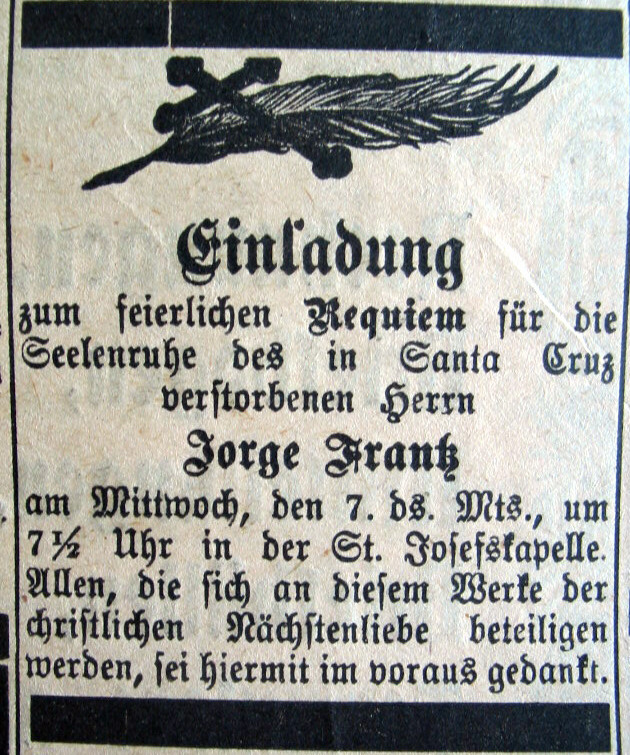 Einladung
zum feierlichen Requiem für die
Seelenruhe des in Santa Cruz
verstorbenen Herrn
Jorge Frantz
am Mittwoch, den 7. ds. Mts., um
7½ Uhr in der St. Josefskapelle.
Allen, die sich an diesem Werke der
christlichen Nächstenliebe beteiligen
werden, sei hiermit im voraus gedankt.